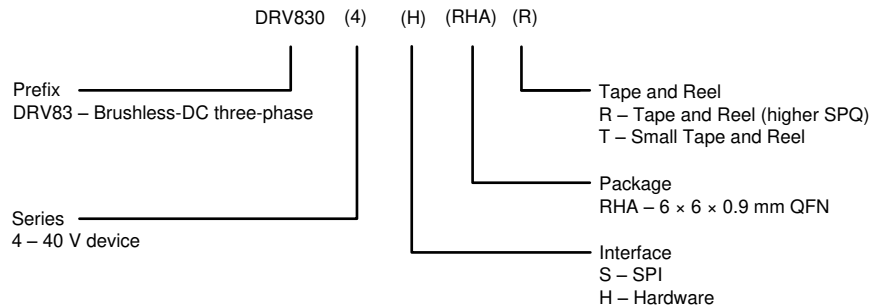 DRV830 (4) (H) (RHA) (R)
Prefix
DRV83 – Brushless-DC three-phase
Series
4 – 40 V device
Tape and Reel
R – Tape and Reel (higher SPQ)
T – Small Tape and Reel
Package
RHA – 6 × 6 × 0.9 mm QFN
Interface
S – SPI
H – Hardware